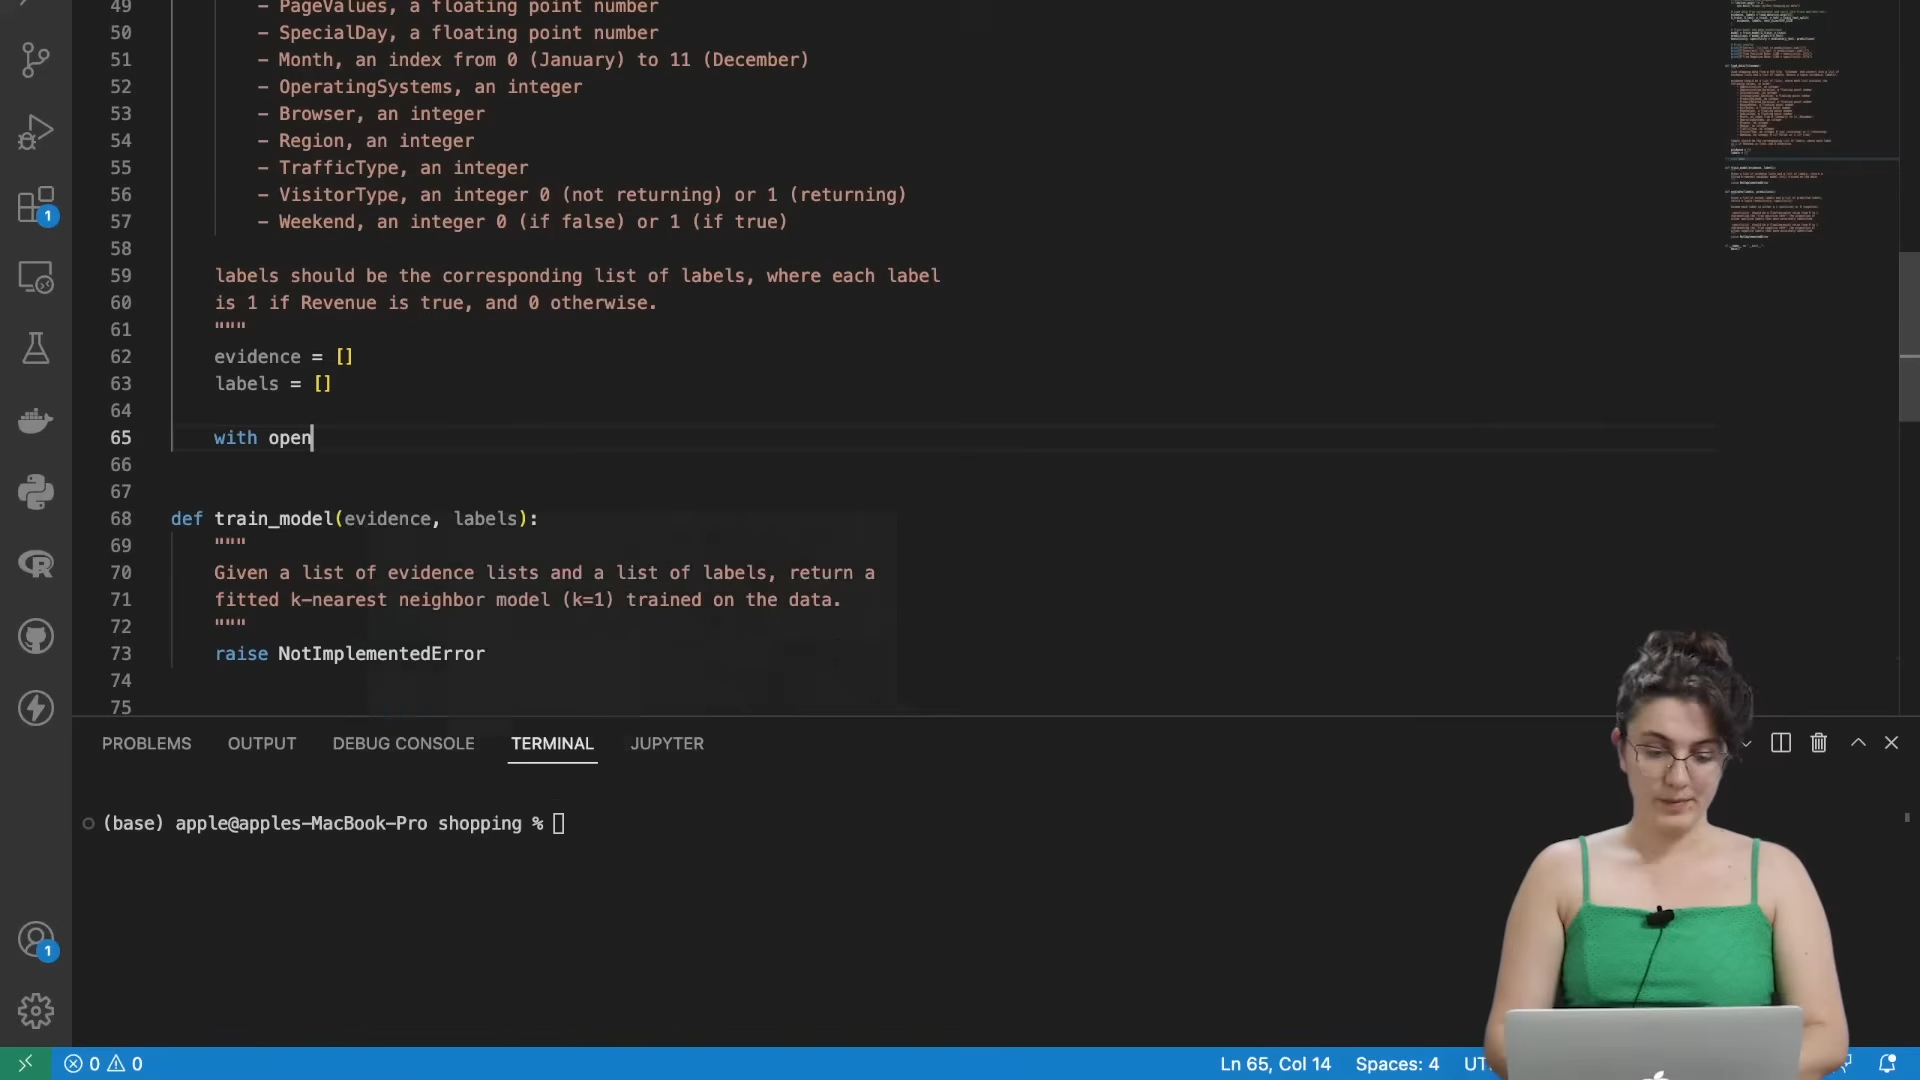 49 - PageValues, a floating point number
50 - SpecialDay, a floating point number
51 - Month, an index from 0 (January) to 11 (December)
52 - OperatingSystems, an integer
53 - Browser, an integer
54 - Region, an integer
55 - TrafficType, an integer
56 - VisitorType, an integer 0 (not returning) or 1 (returning)
57 - Weekend, an integer 0 (if false) or 1 (if true)
58
59 labels should be the corresponding list of labels, where each label
60 is 1 if Revenue is true, and 0 otherwise.
61 """
62 evidence = []
63 labels = []
64
65 with open
66
67
68 def train_model(evidence, labels):
69 """
70 Given a list of evidence lists and a list of labels, return a
71 fitted k-nearest neighbor model (k=1) trained on the data.
72 """
73 raise NotImplementedError
74
75
1
PROBLEMS OUTPUT DEBUG CONSOLE TERMINAL JUPYTER
(base) apple@apples-MacBook-Pro shopping %
1
0 0 Ln 65, Col 14 Spaces: 4